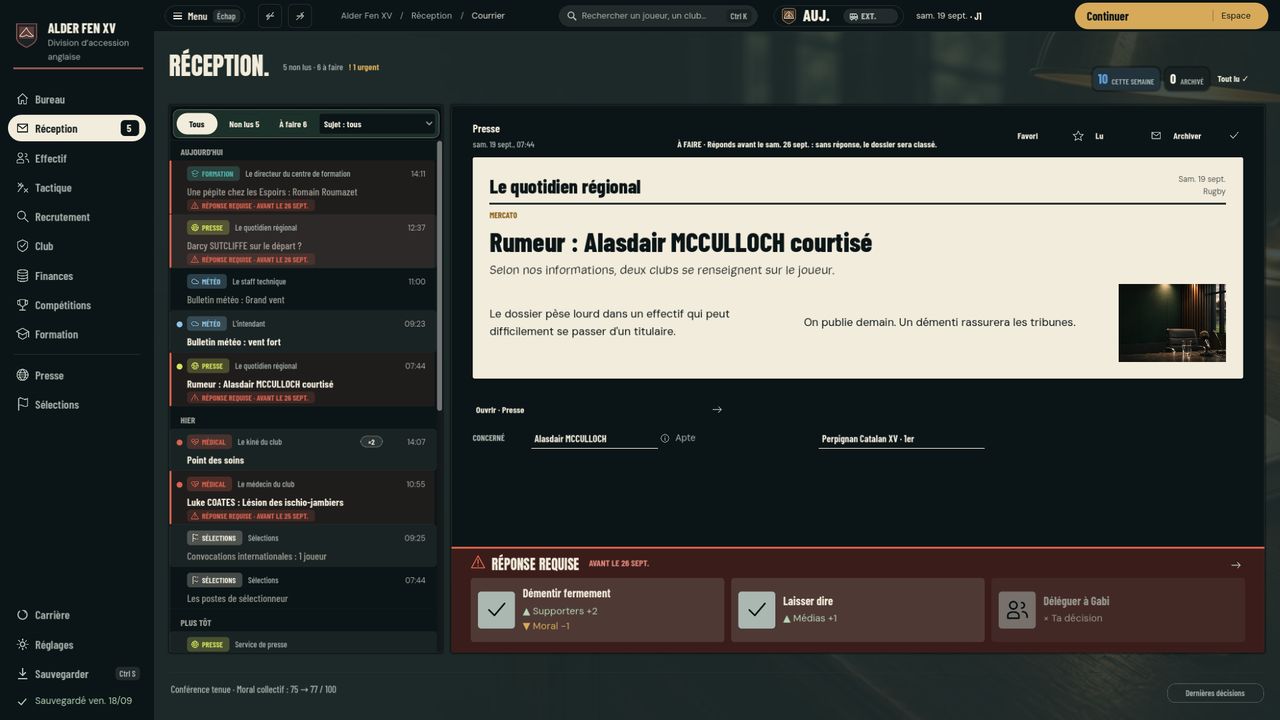 ALDER FEN XV
Division d'accession
anglaise
Menu Échap
Alder Fen XV / Réception / Courrier
Rechercher un joueur, un club... Ctrl K
AUJ. EXT.
sam. 19 sept. · J1
Continuer Espace
RÉCEPTION.
5 non lus · 6 à faire ! 1 urgent
10 CETTE SEMAINE
0 ARCHIVÉ
Tout lu ✓
Bureau
Réception 5
Effectif
Tactique
Recrutement
Club
Finances
Compétitions
Formation
Presse
Sélections
Carrière
Réglages
Sauvegarder Ctrl S
Sauvegardé ven. 18/09
Tous Non lus 5 À faire 6 Sujet : tous
AUJOURD'HUI
FORMATION Le directeur du centre de formation 14:11
Une pépite chez les Espoirs : Romain Roumazet
RÉPONSE REQUISE · AVANT LE 26 SEPT.
PRESSE Le quotidien régional 12:37
Darcy SUTCLIFFE sur le départ ?
RÉPONSE REQUISE · AVANT LE 26 SEPT.
MÉTÉO Le staff technique 11:00
Bulletin météo : Grand vent
MÉTÉO L'intendant 09:23
Bulletin météo : vent fort
PRESSE Le quotidien régional 07:44
Rumeur : Alasdair MCCULLOCH courtisé
RÉPONSE REQUISE · AVANT LE 26 SEPT.
HIER
MÉDICAL Le kiné du club +2 14:07
Point des soins
MÉDICAL Le médecin du club 10:55
Luke COATES : Lésion des ischio-jambiers
RÉPONSE REQUISE · AVANT LE 25 SEPT.
SÉLECTIONS Sélections 09:25
Convocations internationales : 1 joueur
SÉLECTIONS Sélections 07:44
Les postes de sélectionneur
PLUS TÔT
PRESSE Service de presse
Presse
sam. 19 sept., 07:44
À FAIRE · Réponds avant le sam. 26 sept. : sans réponse, le dossier sera classé.
Favori Lu Archiver
Le quotidien régional
Sam. 19 sept.
Rugby
MERCATO
Rumeur : Alasdair MCCULLOCH courtisé
Selon nos informations, deux clubs se renseignent sur le joueur.
Le dossier pèse lourd dans un effectif qui peut
difficilement se passer d'un titulaire.
On publie demain. Un démenti rassurera les tribunes.
Ouvrir · Presse →
CONCERNÉ Alasdair MCCULLOCH Apte Perpignan Catalan XV · 1er
RÉPONSE REQUISE AVANT LE 26 SEPT. →
Démentir fermement
▲ Supporters +2
▼ Moral −1
Laisser dire
▲ Médias +1
Déléguer à Gabi
× Ta décision
Conférence tenue · Moral collectif : 75 → 77 / 100
Dernières décisions